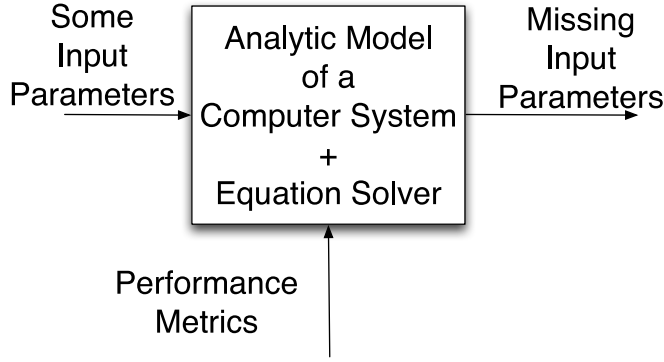 Some
Input
Parameters
Analytic Model
of a
Computer System
+
Equation Solver
Missing
Input
Parameters
Performance
Metrics